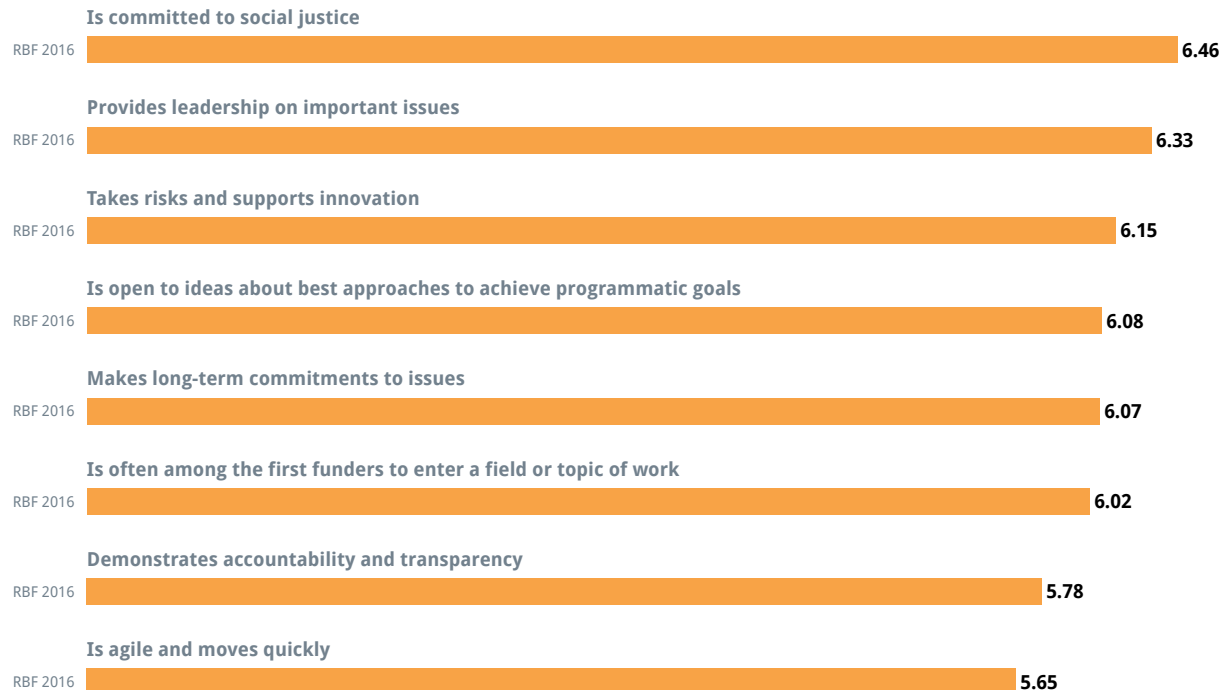 Is committed to social justice
RBF 2016 6.46
Provides leadership on important issues
RBF 2016 6.33
Takes risks and supports innovation
RBF 2016 6.15
Is open to ideas about best approaches to achieve programmatic goals
RBF 2016 6.08
Makes long-term commitments to issues
RBF 2016 6.07
Is often among the first funders to enter a field or topic of work
RBF 2016 6.02
Demonstrates accountability and transparency
RBF 2016 5.78
Is agile and moves quickly
RBF 2016 5.65